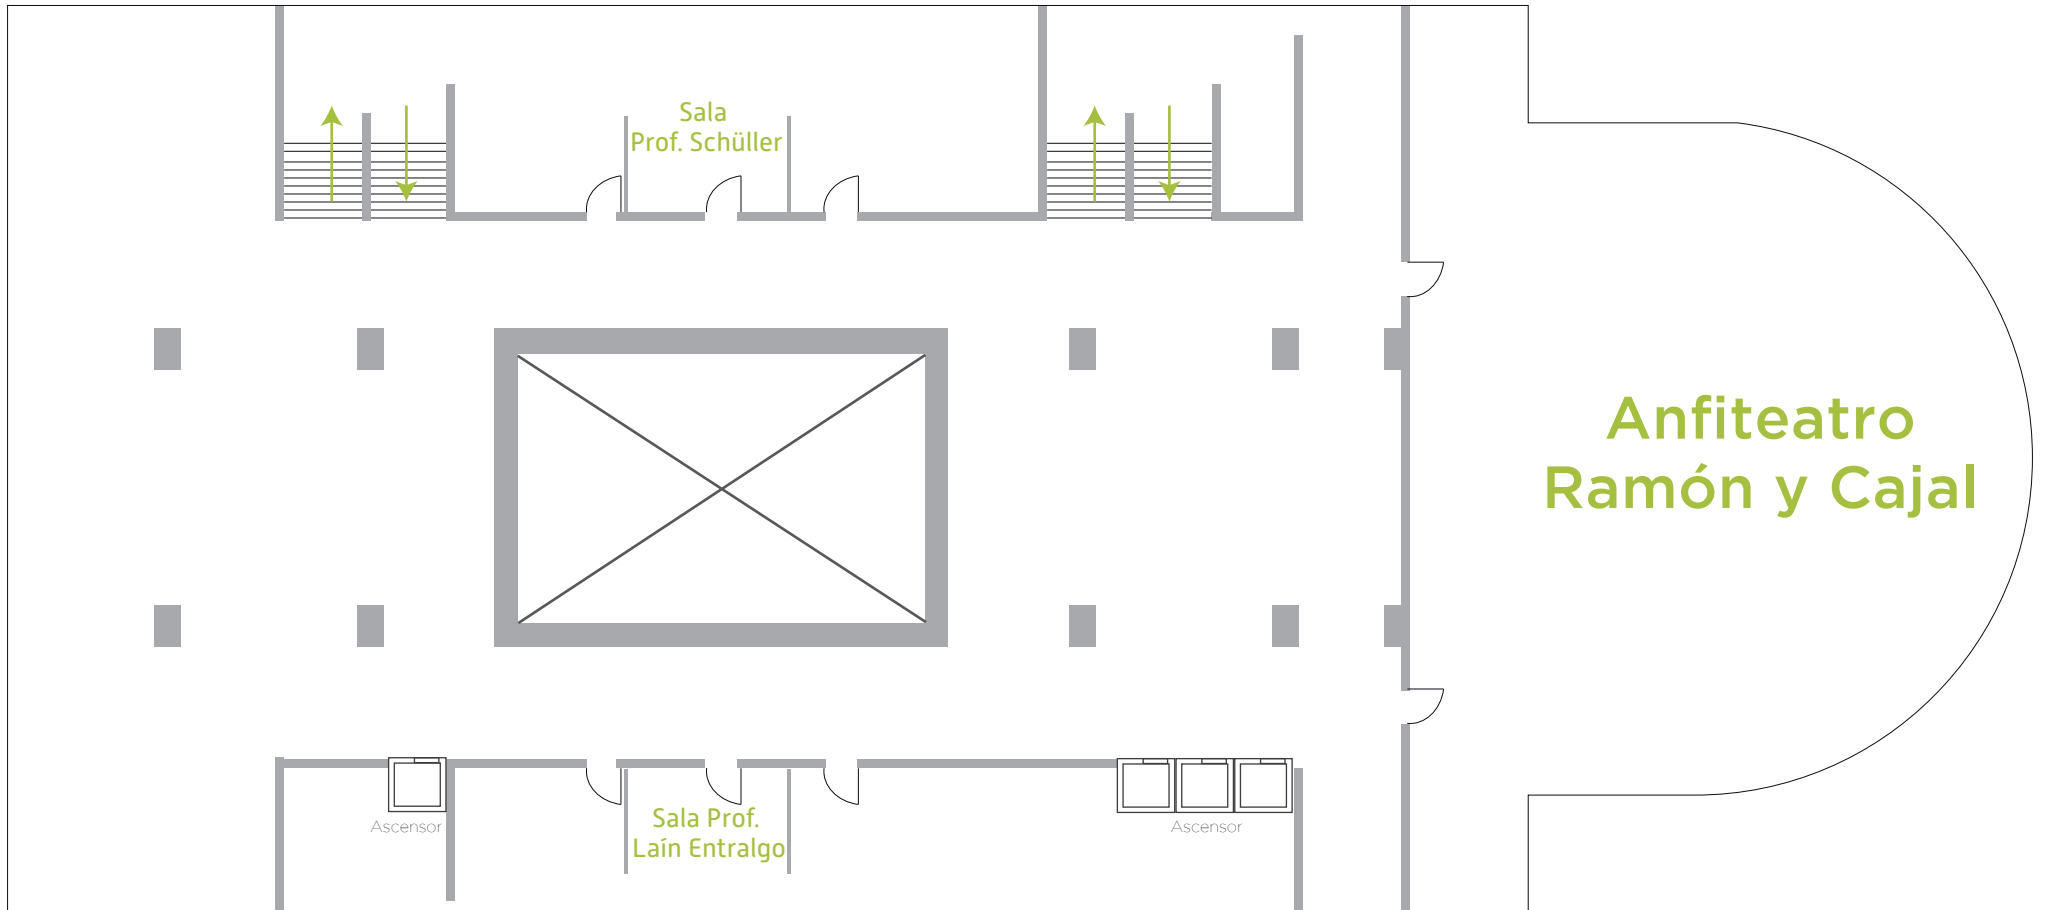 Sala
Prof. Schüller
Anfiteatro
Ramón y Cajal
Sala Prof.
Laín Entralgo
Ascensor
Ascensor